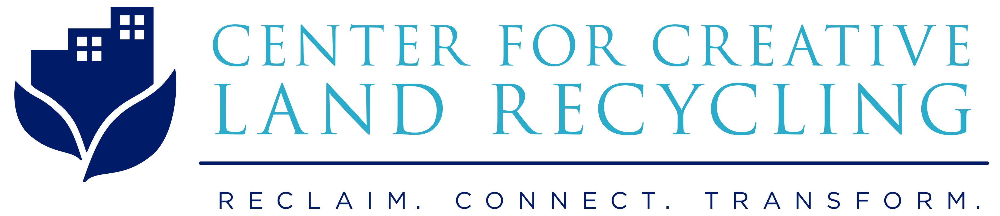 CENTER FOR CREATIVE
LAND RECYCLING
RECLAIM. CONNECT. TRANSFORM.